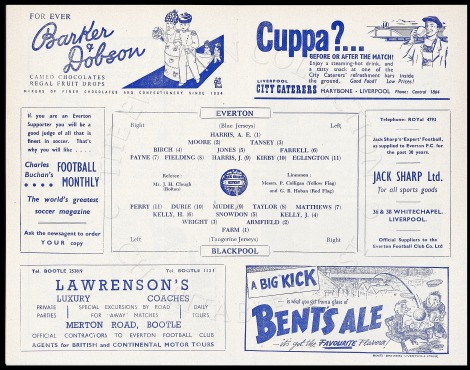 FOR EVER
Barker & Dobson
CAMEO CHOCOLATES
REGAL FRUIT DROPS
MAKERS OF FINER CHOCOLATES AND CONFECTIONERY SINCE 1834
Cuppa?...
BEFORE OR AFTER THE MATCH!
Enjoy a steaming-hot drink, and
a tasty snack at one of the
City Caterers' refreshment bars inside
the ground. Good Food! Low Prices!
LIVERPOOL
CITY CATERERS
MARYBONE - LIVERPOOL Phone: Central 1864
If you are an Everton
Supporter you will be a
good judge of all that is
finest in soccer. That's
why you will like . . . .
Charles
Buchan's
FOOTBALL
MONTHLY
The world's greatest
soccer magazine
Ask the newsagent to order
YOUR copy
EVERTON
Right (Blue Jerseys) Left
HARRIS, A. E. (1)
MOORE (2) TANSEY (3)
BIRCH (4) JONES (5) FARRELL (6)
PAYNE (7) FIELDING (8) HARRIS, J. (9) KIRBY (10) EGLINGTON (11)
Referee:
Mr. J. H. Clough
(Bolton)
Linesmen:
Messrs. P. Colligan (Yellow Flag)
and G. B. Hulson (Red Flag)
PERRY (11) DURIE (10) MUDIE (9) TAYLOR (8) MATTHEWS (7)
KELLY, H. (6) SNOWDON (5) KELLY, J. (4)
WRIGHT (3) ARMFIELD (2)
FARM (1)
Left (Tangerine Jerseys) Right
BLACKPOOL
Telephone: ROYal 4793
Jack Sharp's 'Expert' Football,
as supplied to Everton F.C. for
the past 30 years.
JACK SHARP Ltd.
For all sports goods
36 & 38 WHITECHAPEL
LIVERPOOL.
Official Suppliers to the
Everton Football Club Co. Ltd
Tel. BOOTLE 2536/9 Tel. BOOTLE 1121
LAWRENSON'S
LUXURY COACHES
PRIVATE SPECIAL EXCURSIONS BY ROAD DAILY
PARTIES FOR 'AWAY' MATCHES TOURS
MERTON ROAD, BOOTLE
OFFICIAL CONTRACTORS TO EVERTON FOOTBALL CLUB
AGENTS for BRITISH and CONTINENTAL MOTOR TOURS
A BIG KICK
is what you get from a glass of
BENTS ALE
—it's got the FAVOURITE Flavour!